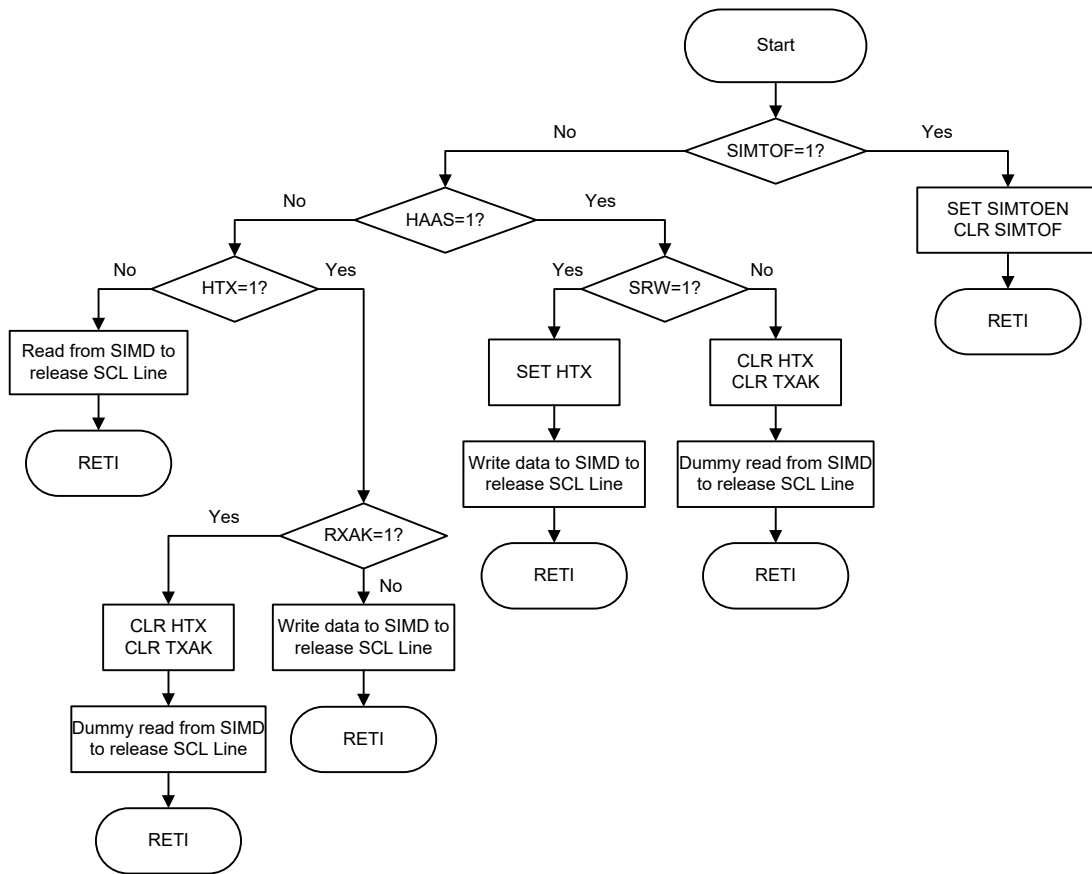 Start
No
Yes
SIMTOF=1?
No
Yes
HAAS=1?
SET SIMTOEN
CLR SIMTOF
No
Yes
HTX=1?
Yes
No
SRW=1?
RETI
Read from SIMD to
release SCL Line
SET HTX
CLR HTX
CLR TXAK
RETI
Write data to SIMD to
release SCL Line
Dummy read from SIMD
to release SCL Line
Yes
RXAK=1?
No
RETI
RETI
CLR HTX
CLR TXAK
Write data to SIMD to
release SCL Line
Dummy read from SIMD
to release SCL Line
RETI
RETI